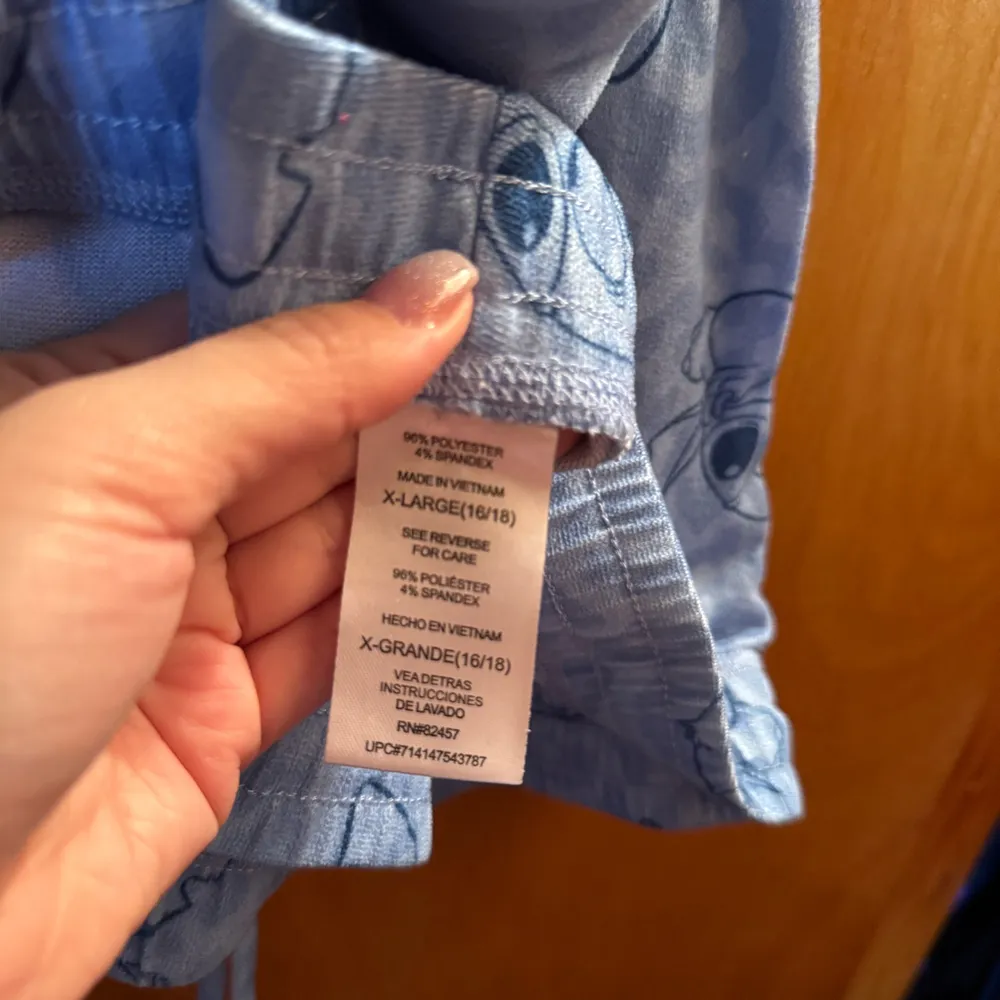 96% POLYESTER
4% SPANDEX
MADE IN VIETNAM
X-LARGE(16/18)
SEE REVERSE
FOR CARE
96% POLIÉSTER
4% SPANDEX
HECHO EN VIETNAM
X-GRANDE(16/18)
VEA DETRAS
INSTRUCCIONES
DE LAVADO
RN#82457
UPC#714147543787